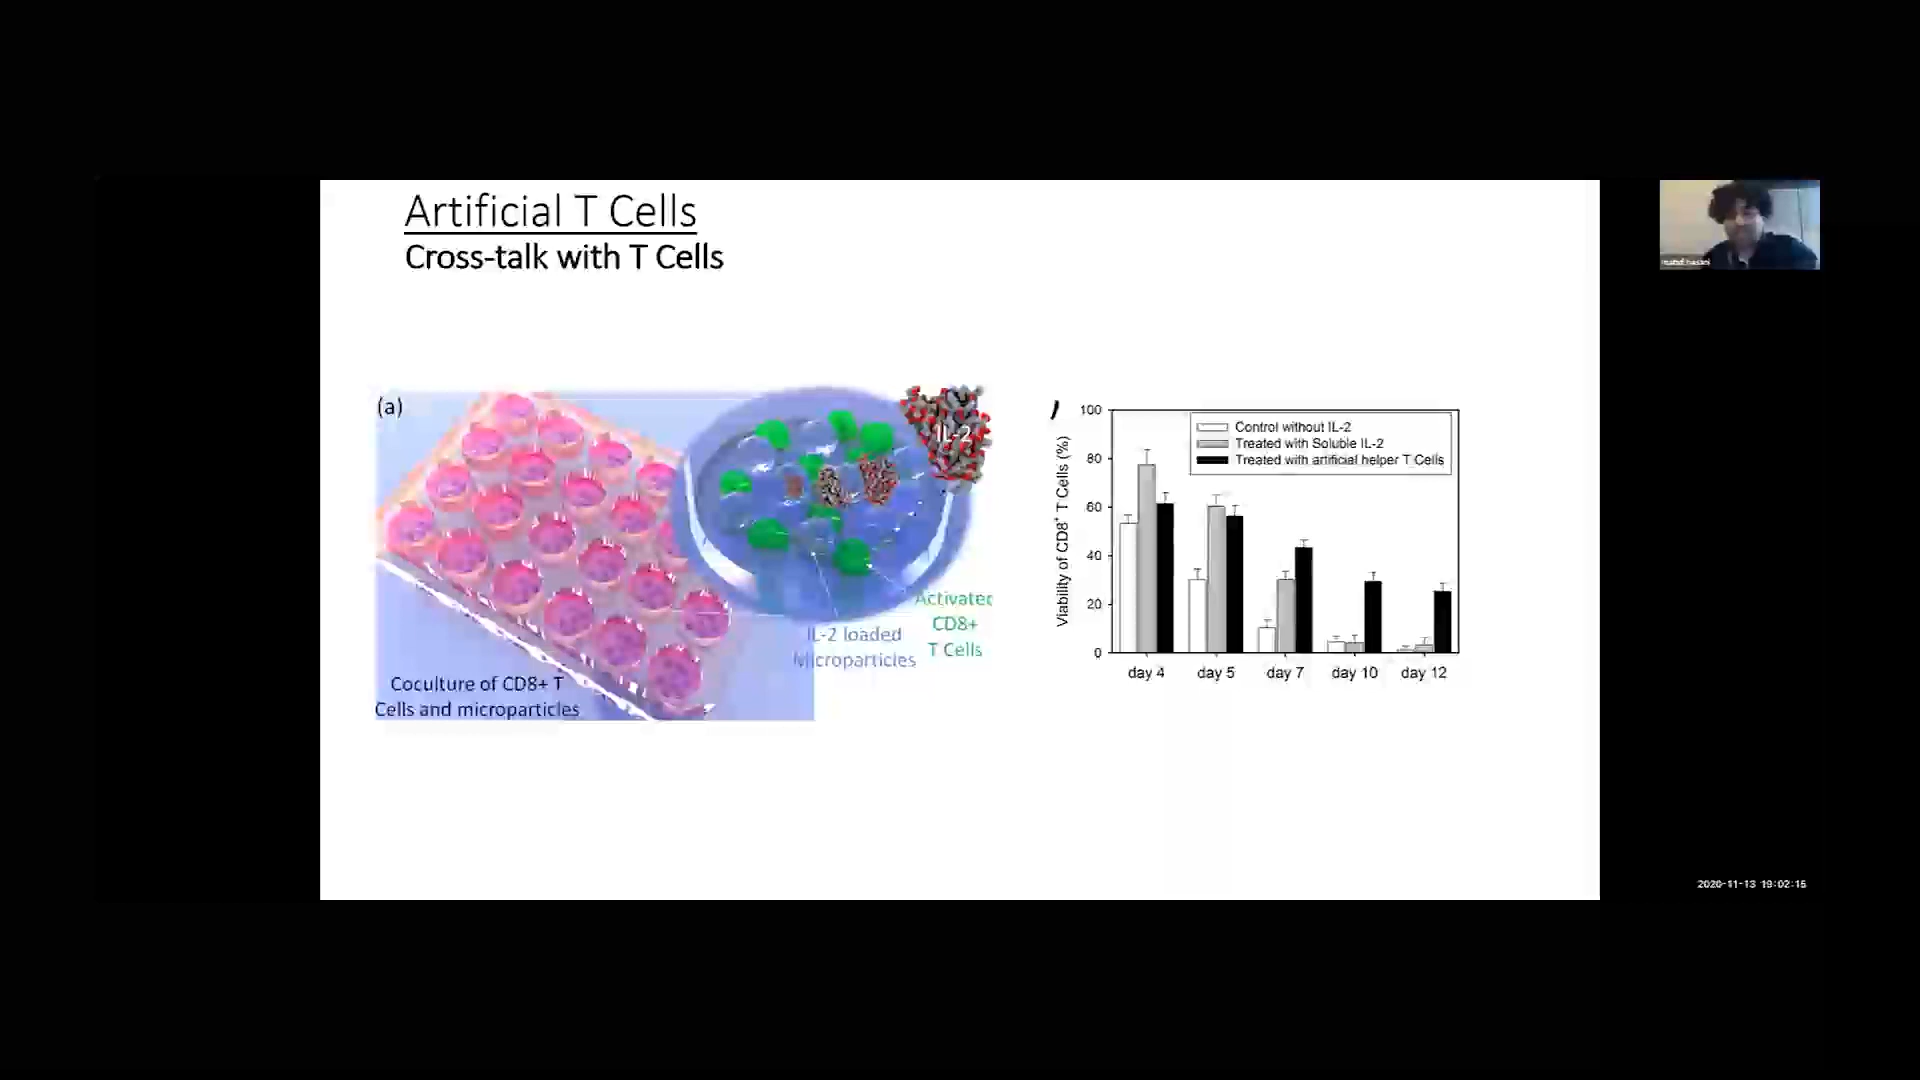 Artificial T Cells
Cross-talk with T Cells
(a)
IL-2
Activated
CD8+
T Cells
IL-2 loaded
Microparticles
Coculture of CD8+ T
Cells and microparticles
)
100
80
60
40
20
0
Viability of CD8+ T Cells (%)
Control without IL-2
Treated with Soluble IL-2
Treated with artificial helper T Cells
day 4
day 5
day 7
day 10
day 12
2020-11-13 19:02:15